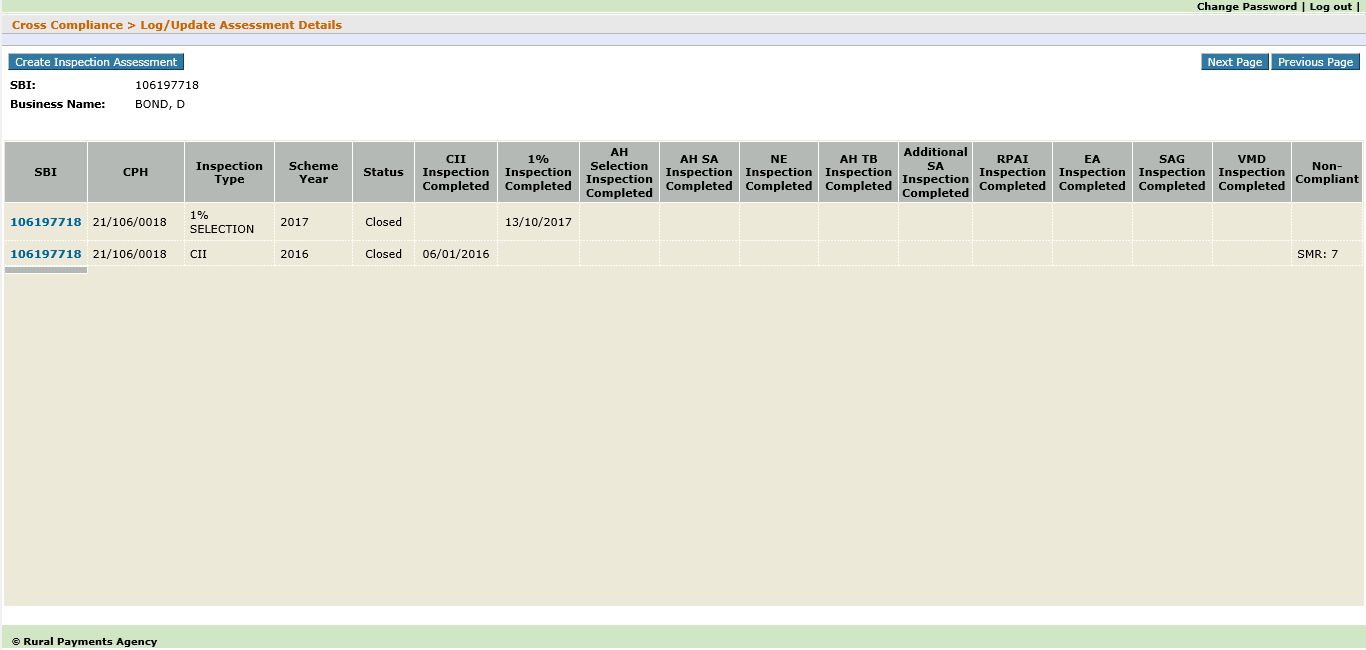 Change Password | Log out |
Cross Compliance > Log/Update Assessment Details
Create Inspection Assessment
Next Page Previous Page
SBI: 106197718
Business Name: BOND, D
SBI CPH Inspection Type Scheme Year Status CII Inspection Completed 1% Inspection Completed AH Selection Inspection Completed AH SA Inspection Completed NE Inspection Completed AH TB Inspection Completed Additional SA Inspection Completed RPAI Inspection Completed EA Inspection Completed SAG Inspection Completed VMD Inspection Completed Non-Compliant
106197718 21/106/0018 1% SELECTION 2017 Closed 13/10/2017
106197718 21/106/0018 CII 2016 Closed 06/01/2016 SMR: 7
© Rural Payments Agency